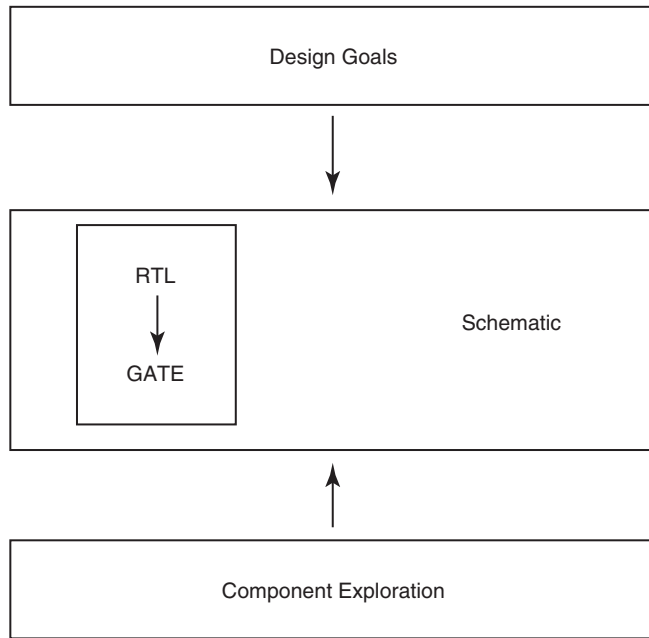 Design Goals
RTL
Schematic
GATE
Component Exploration